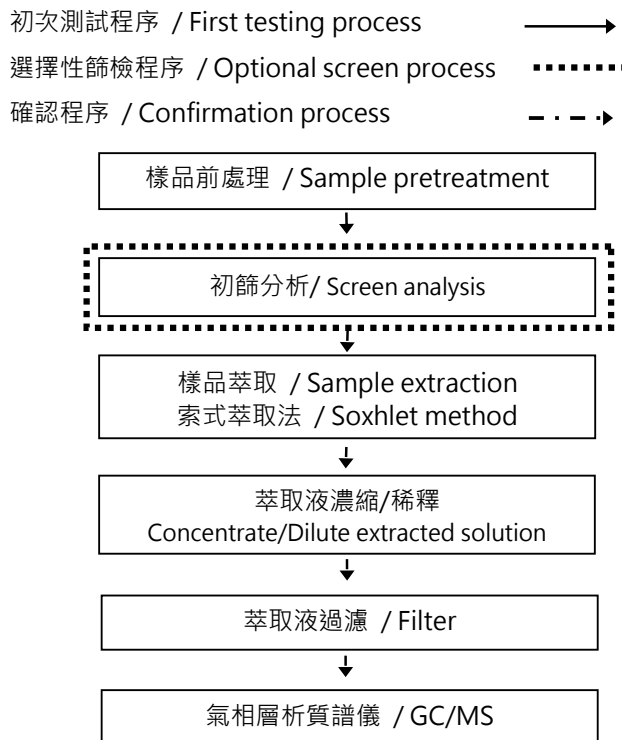 初次測試程序 / First testing process
選擇性篩檢程序 / Optional screen process
確認程序 / Confirmation process
樣品前處理 / Sample pretreatment
初篩分析/ Screen analysis
樣品萃取 / Sample extraction
索式萃取法 / Soxhlet method
萃取液濃縮/稀釋
Concentrate/Dilute extracted solution
萃取液過濾 / Filter
氣相層析質譜儀 / GC/MS